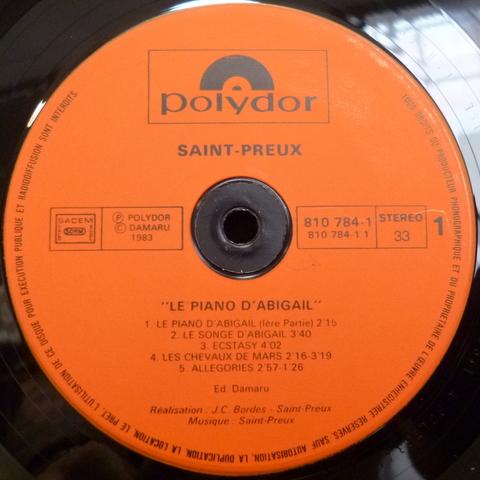 polydor
SAINT-PREUX
SACEM
SDRM
Ⓟ POLYDOR
© DAMARU
1983
810 784-1
810 784-1 1
STEREO
33
1
"LE PIANO D'ABIGAIL"
1. LE PIANO D'ABIGAIL (1ère Partie) 2'15
2. LE SONGE D'ABIGAIL 3'40
3. ECSTASY 4'02
4. LES CHEVAUX DE MARS 2'16-3'19
5. ALLEGORIES 2'57-1'26
Ed. Damaru
Réalisation : J.C. Bordes - Saint-Preux
Musique : Saint-Preux
TOUS DROITS DU PRODUCTEUR PHONOGRAPHIQUE ET DU PROPRIETAIRE DE L'ŒUVRE ENREGISTREE RESERVES. SAUF AUTORISATION, LA DUPLICATION, LA LOCATION, LE PRET, L'UTILISATION DE CE DISQUE POUR EXECUTION PUBLIQUE ET RADIODIFFUSION SONT INTERDITS.